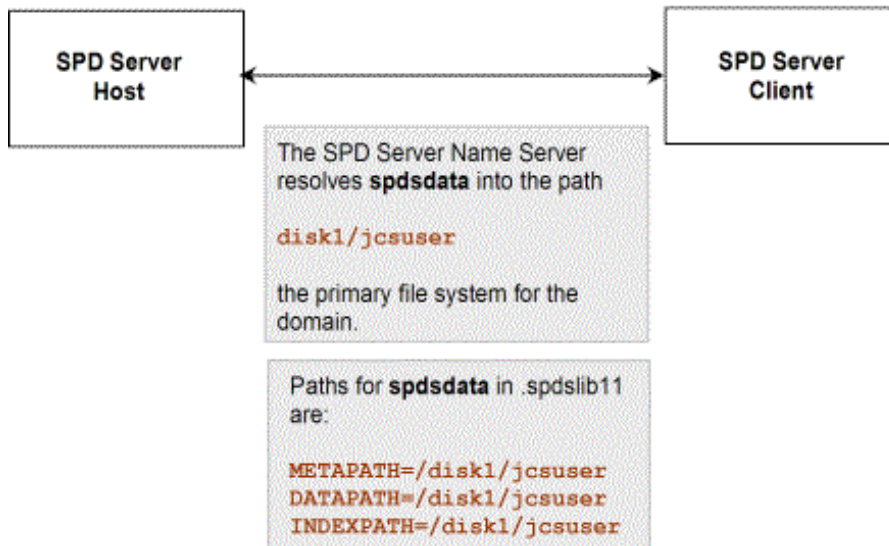 SPD Server
Host
SPD Server
Client
The SPD Server Name Server
resolves spdsdata into the path
disk1/jcsuser
the primary file system for the
domain.
Paths for spdsdata in .spdslib11
are:
METAPATH=/disk1/jcsuser
DATAPATH=/disk1/jcsuser
INDEXPATH=/disk1/jcsuser